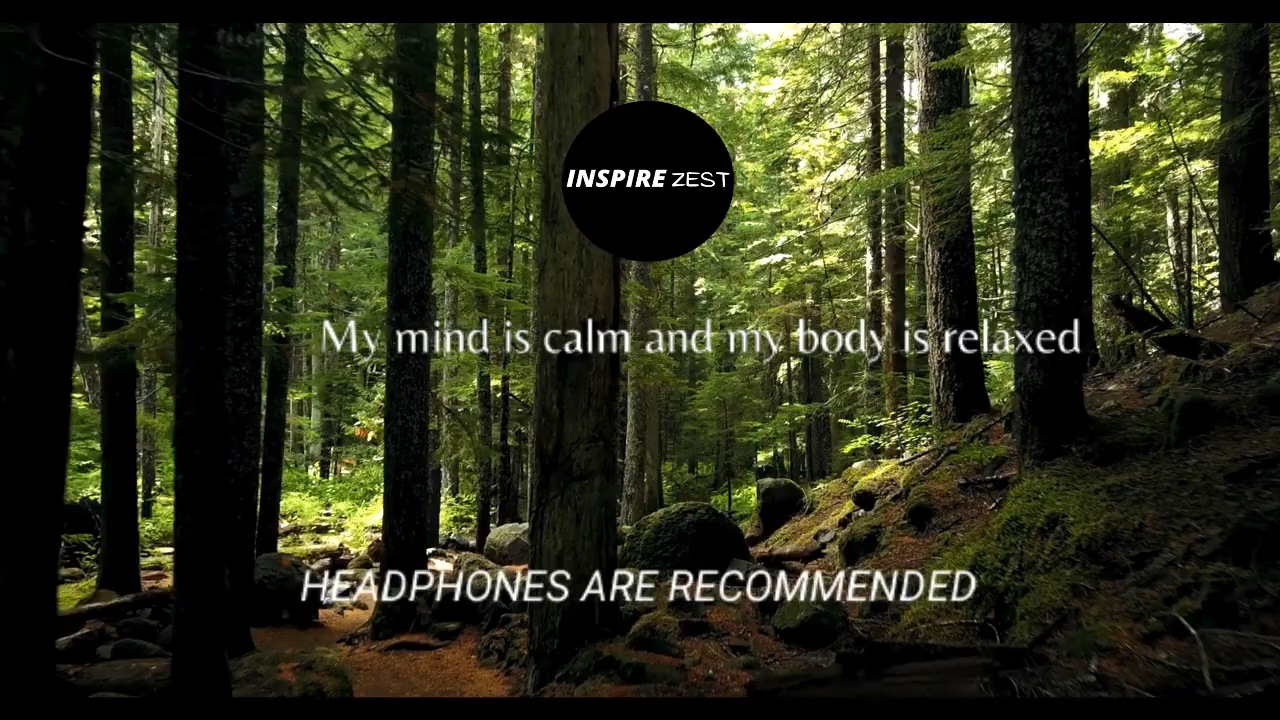 INSPIRE ZEST
My mind is calm and my body is relaxed
HEADPHONES ARE RECOMMENDED